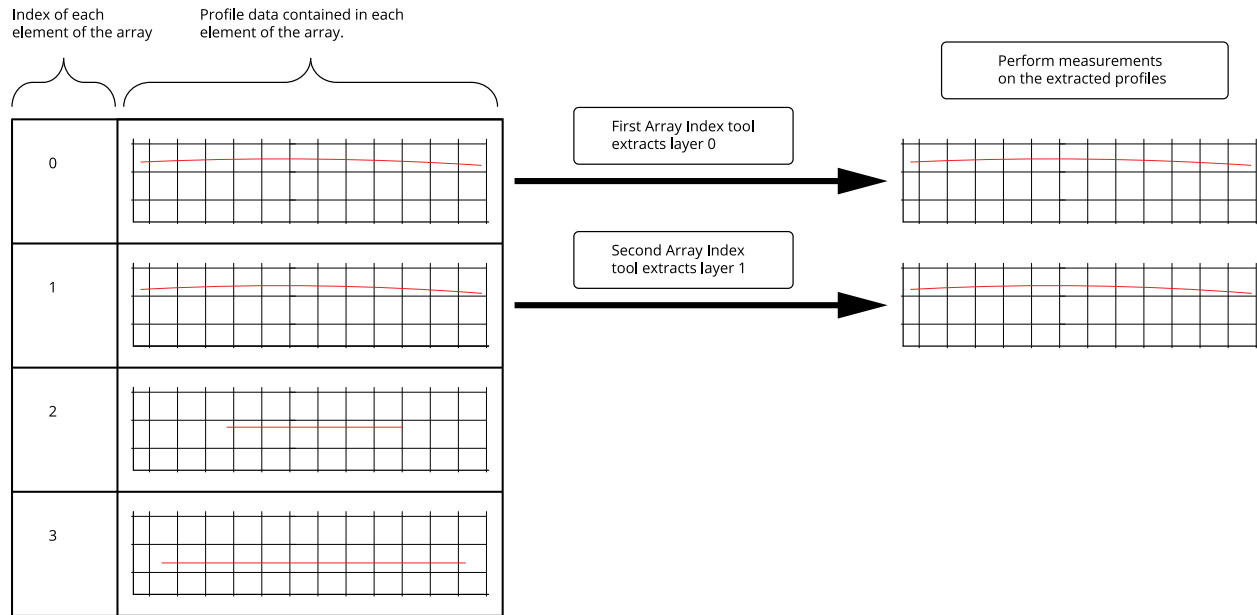 Index of each
element of the array
Profile data contained in each
element of the array.
Perform measurements
on the extracted profiles
First Array Index tool
extracts layer 0
0
Second Array Index
tool extracts layer 1
1
2
3